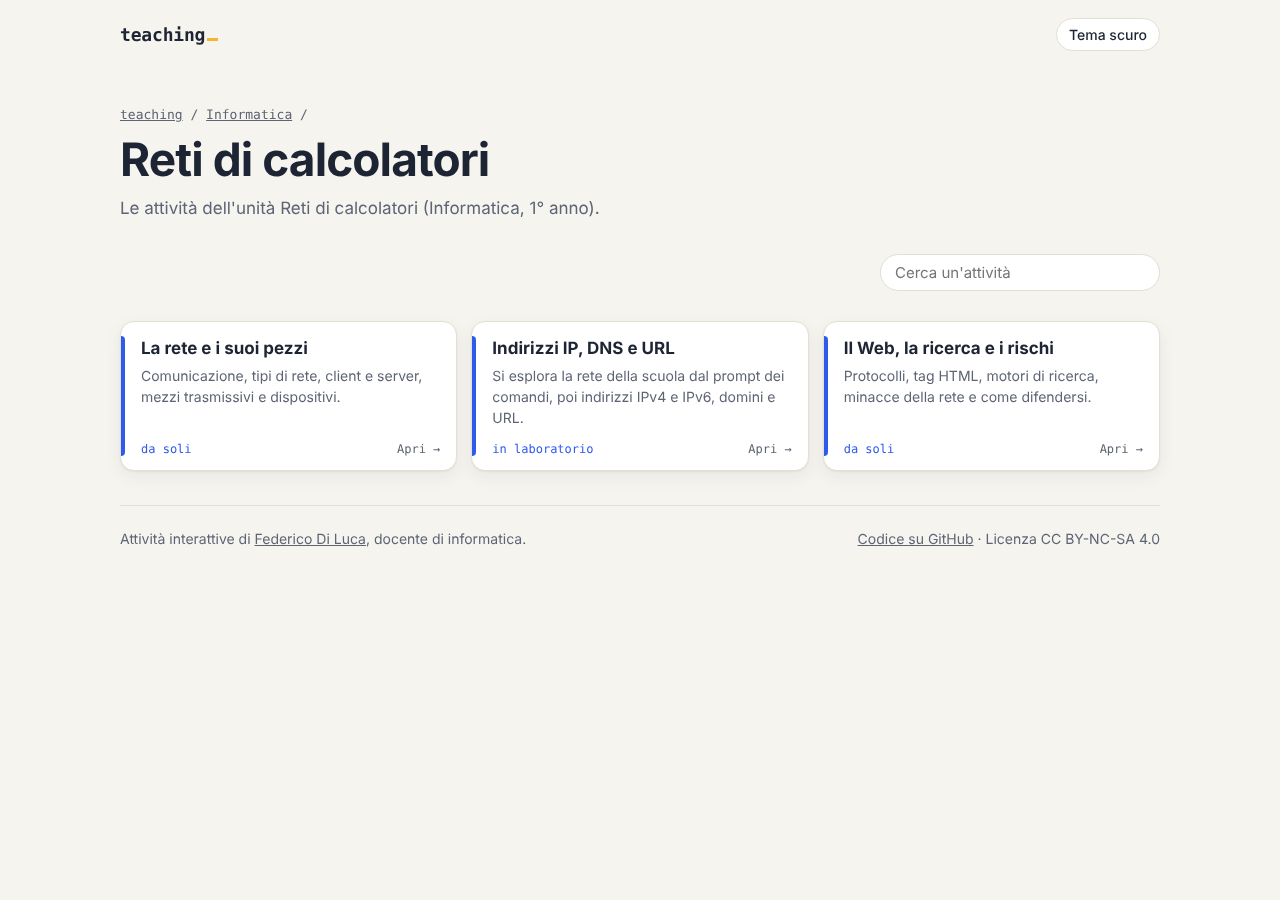 teaching_
Tema scuro
teaching / Informatica /
Reti di calcolatori
Le attività dell'unità Reti di calcolatori (Informatica, 1° anno).
Cerca un'attività
La rete e i suoi pezzi
Comunicazione, tipi di rete, client e server,
mezzi trasmissivi e dispositivi.
da soli
Apri →
Indirizzi IP, DNS e URL
Si esplora la rete della scuola dal prompt dei
comandi, poi indirizzi IPv4 e IPv6, domini e
URL.
in laboratorio
Apri →
Il Web, la ricerca e i rischi
Protocolli, tag HTML, motori di ricerca,
minacce della rete e come difendersi.
da soli
Apri →
Attività interattive di Federico Di Luca, docente di informatica.
Codice su GitHub · Licenza CC BY-NC-SA 4.0